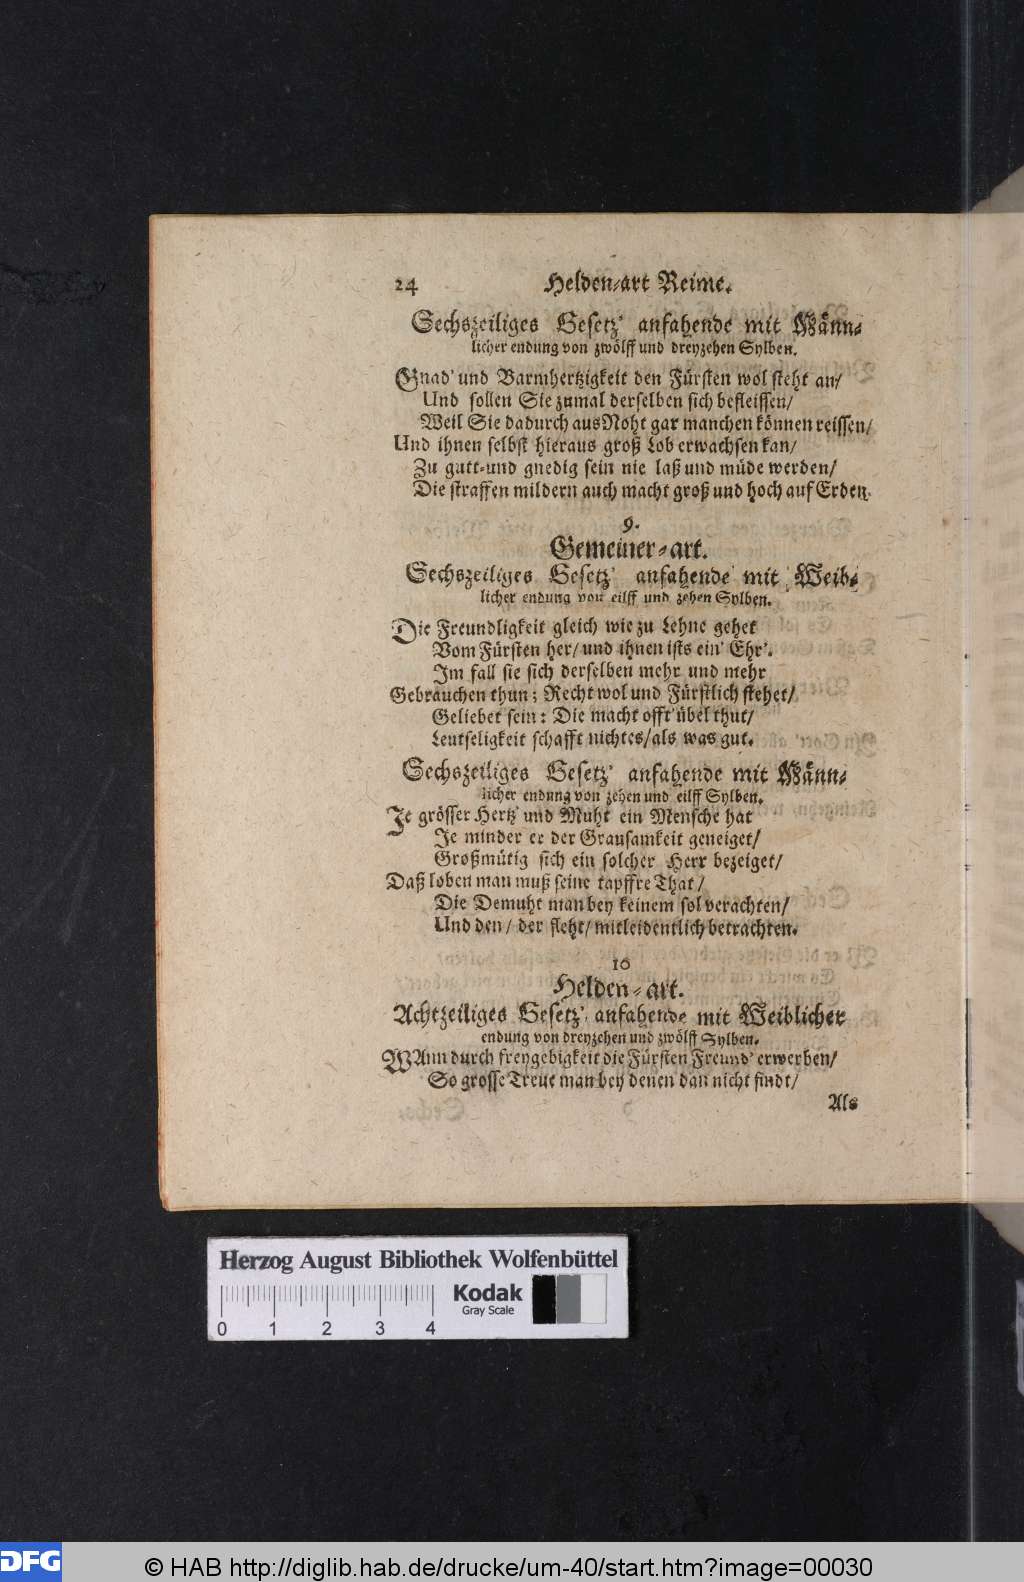 24 Helden-art Reime.
Sechszeiliges Gesetz' anfahende mit Männ-
licher endung von zwölff und dreyzehen Sylben.
Gnad' und Barmhertzigkeit den Fürsten wol steht an/
Und sollen Sie zumal derselben sich befleissen/
Weil Sie dadurch aus Noht gar manchen können reissen/
Und ihnen selbst hieraus groß Lob erwachsen kan/
Zu gutt-und gnedig sein nie laß und müde werden/
Die straffen mildern auch macht groß und hoch auf Erden.
9.
Gemeiner-art.
Sechszeiliges Gesetz' anfahende mit Weib-
licher endung von eilff und zehen Sylben.
Die Freundligkeit gleich wie zu Lehne gehet
Vom Fürsten her/ und ihnen ists ein' Ehr'.
Im fall sie sich derselben mehr und mehr
Gebrauchen thun; Recht wol und Fürstlich stehet/
Geliebet sein: Die macht offt übel thut/
Leutseligkeit schafft nichtes/als was gut.
Sechszeiliges Gesetz' anfahende mit Männ-
licher endung von zehen und eilff Sylben.
Je grösser Hertz' und Muht ein Mensche hat
Je minder er der Grausamkeit geneiget/
Großmütig sich ein solcher Herr bezeiget/
Daß loben man muß seine tapffre That/
Die Demuht man bey keinem sol verachten/
Und den/ der fleht/ mitleidentlich betrachten.
10
Helden-art.
Achtzeiliges Gesetz' anfahende mit Weiblicher
endung von dreyzehen und zwölff Sylben.
WAnn durch freygebigkeit die Fürsten Freund' erwerben/
So grosse Treue man bey denen dan nicht findt/
Als
Herzog August Bibliothek Wolfenbüttel
Kodak
Gray Scale
0 1 2 3 4
DFG © HAB http://diglib.hab.de/drucke/um-40/start.htm?image=00030